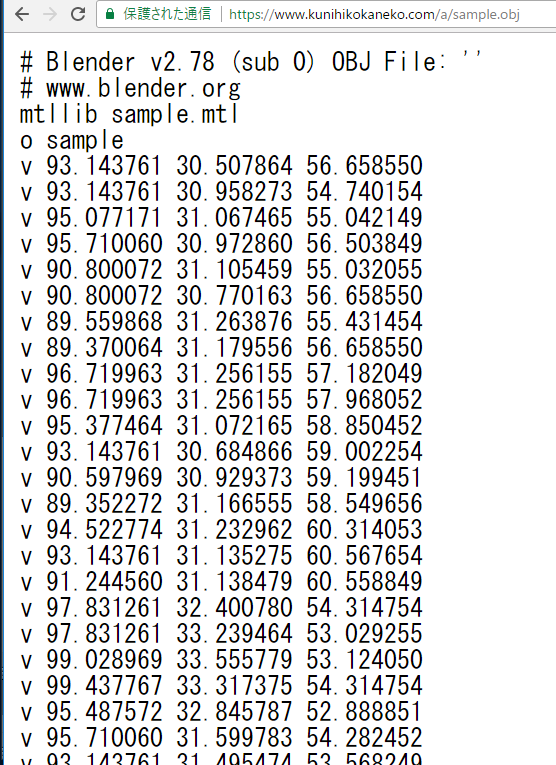 保護された通信 | https://www.kunihikokaneko.com/a/sample.obj
# Blender v2.78 (sub 0) OBJ File: ''
# www.blender.org
mtllib sample.mtl
o sample
v 93.143761 30.507864 56.658550
v 93.143761 30.958273 54.740154
v 95.077171 31.067465 55.042149
v 95.710060 30.972860 56.503849
v 90.800072 31.105459 55.032055
v 90.800072 30.770163 56.658550
v 89.559868 31.263876 55.431454
v 89.370064 31.179556 56.658550
v 96.719963 31.256155 57.182049
v 96.719963 31.256155 57.968052
v 95.377464 31.072165 58.850452
v 93.143761 30.684866 59.002254
v 90.597969 30.929373 59.199451
v 89.352272 31.166555 58.549656
v 94.522774 31.232962 60.314053
v 93.143761 31.135275 60.567654
v 91.244560 31.138479 60.558849
v 97.831261 32.400780 54.314754
v 97.831261 33.239464 53.029255
v 99.028969 33.555779 53.124050
v 99.437767 33.317375 54.314754
v 95.487572 32.845787 52.888851
v 95.710060 31.599783 54.282452
v 93.143761 31.495474 53.568249